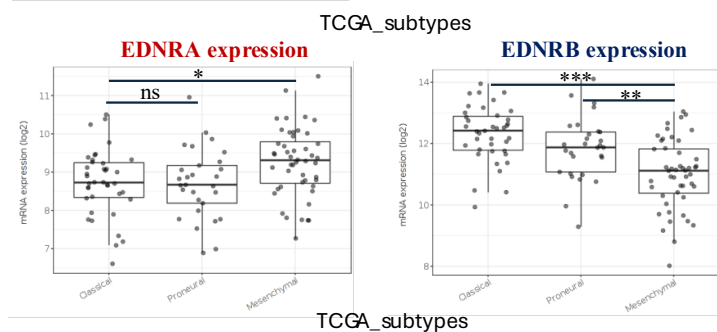 TCGA_subtypes
EDNRA expression
EDNRB expression
*
ns
***
**
mRNA expression (log2)
11
10
9
8
7
Classical
Proneural
Mesenchymal
mRNA expression (log2)
14
12
10
8
Classical
Proneural
Mesenchymal
TCGA_subtypes